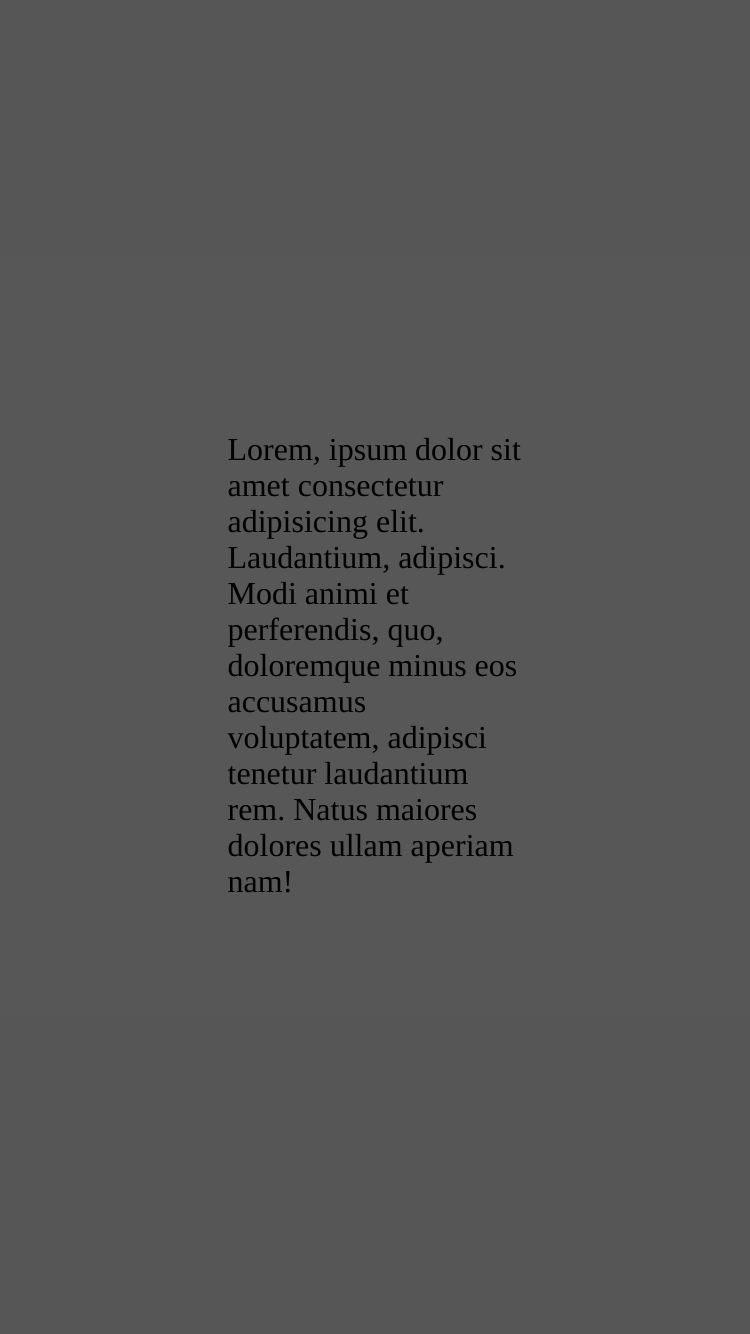 Lorem, ipsum dolor sit
amet consectetur
adipisicing elit.
Laudantium, adipisci.
Modi animi et
perferendis, quo,
doloremque minus eos
accusamus
voluptatem, adipisci
tenetur laudantium
rem. Natus maiores
dolores ullam aperiam
nam!